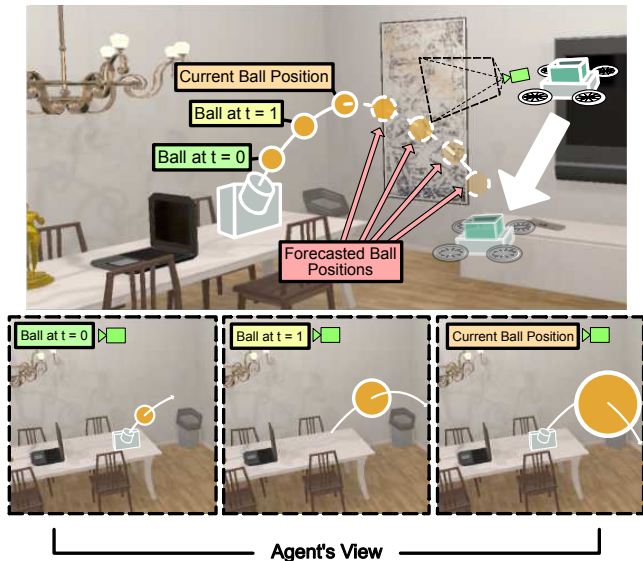 Current Ball Position
Ball at t = 1
Ball at t = 0
Forecasted Ball
Positions
Ball at t = 0
Ball at t = 1
Current Ball Position
Agent's View